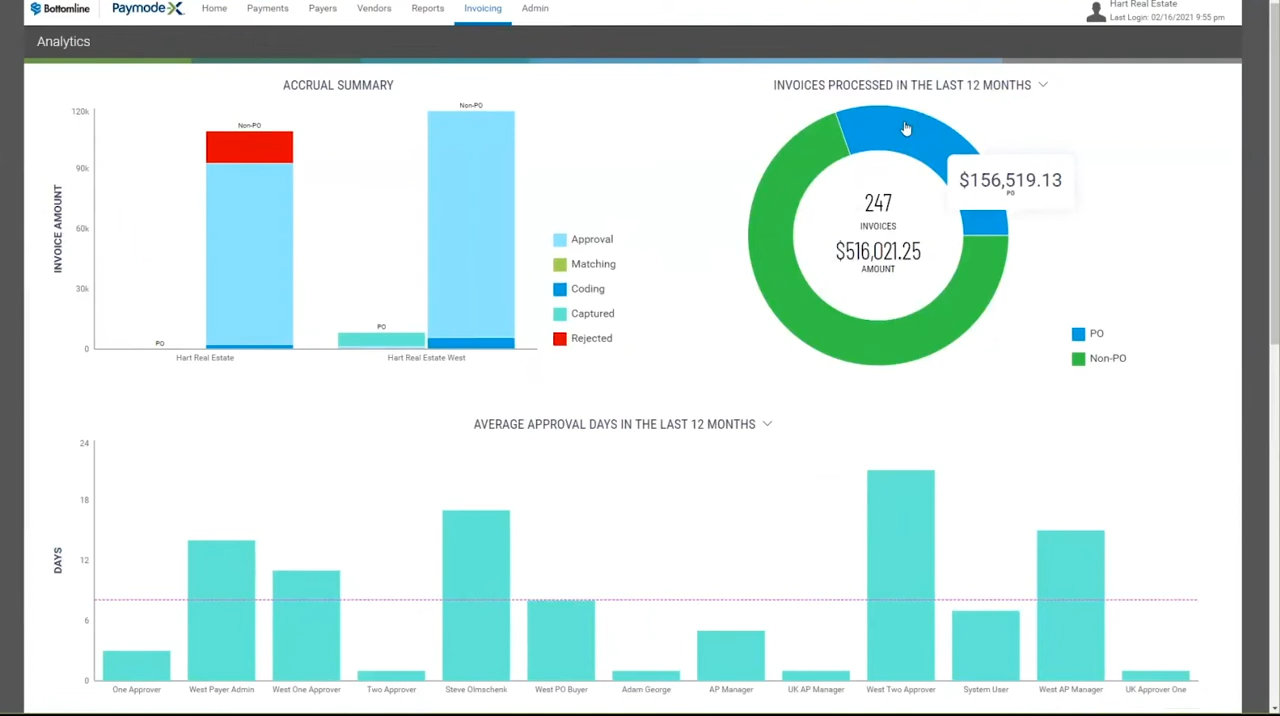 Bottomline Paymode-X Home Payments Payers Vendors Reports Invoicing Admin Hart Real Estate
Last Login: 02/16/2021 9:55 pm
Analytics
ACCRUAL SUMMARY
120k
90k
60k
30k
0
INVOICE AMOUNT
Non-PO
Non-PO
PO
PO
Hart Real Estate Hart Real Estate West
Approval
Matching
Coding
Captured
Rejected
INVOICES PROCESSED IN THE LAST 12 MONTHS
$156,519.13
PO
247
INVOICES
$516,021.25
AMOUNT
PO
Non-PO
AVERAGE APPROVAL DAYS IN THE LAST 12 MONTHS
24
18
12
6
0
DAYS
One Approver West Payer Admin West One Approver Two Approver Steve Olmschenk West PO Buyer Adam George AP Manager UK AP Manager West Two Approver System User West AP Manager UK Approver One